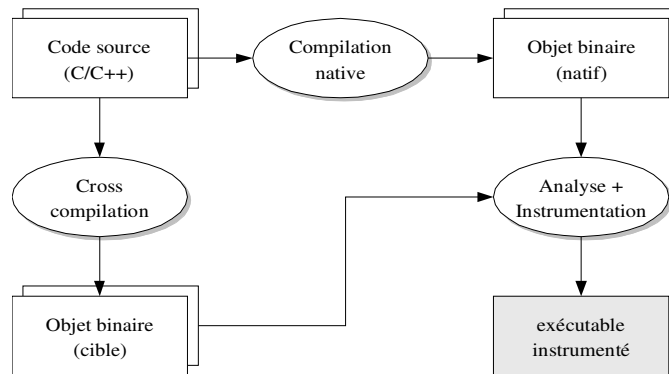 Code source
(C/C++)
Compilation
native
Objet binaire
(natif)
Cross
compilation
Analyse +
Instrumentation
Objet binaire
(cible)
exécutable
instrumenté